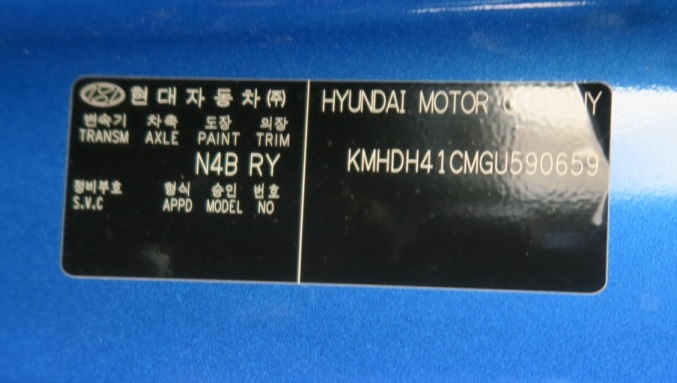 현대자동차(주)
변속기 차축 도장 의장
TRANSM AXLE PAINT TRIM
N4B RY
정비부호 형식 승인 번호
S.V.C APPD MODEL NO
HYUNDAI MOTOR
KMHDH41CMGU590659